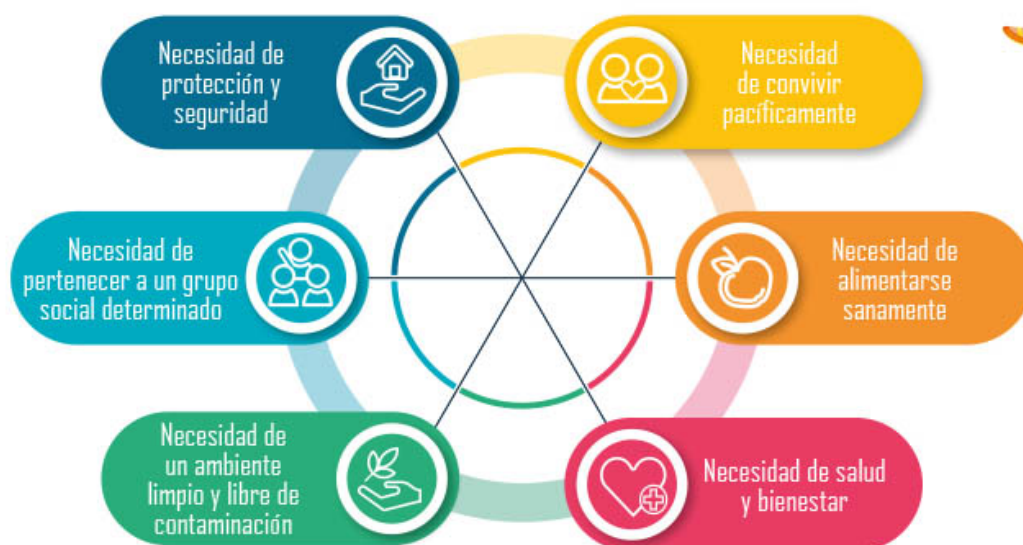 Necesidad de
protección y
seguridad
Necesidad
de convivir
pacíficamente
Necesidad de
pertenecer a un grupo
social determinado
Necesidad de
alimentarse
sanamente
Necesidad de
un ambiente
limpio y libre de
contaminación
Necesidad de salud
y bienestar